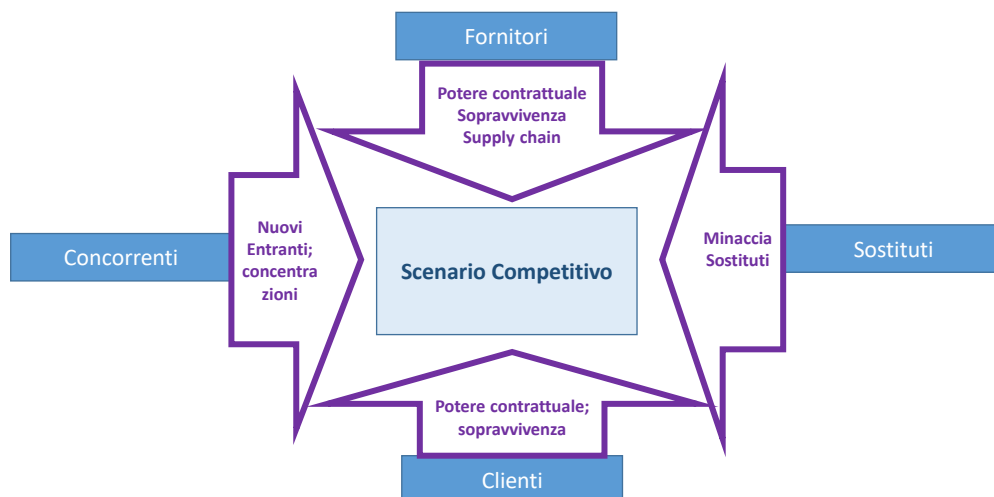 Fornitori
Potere contrattuale
Sopravvivenza
Supply chain
Concorrenti
Nuovi
Entranti;
concentra
zioni
Scenario Competitivo
Minaccia
Sostituti
Sostituti
Potere contrattuale;
sopravvivenza
Clienti